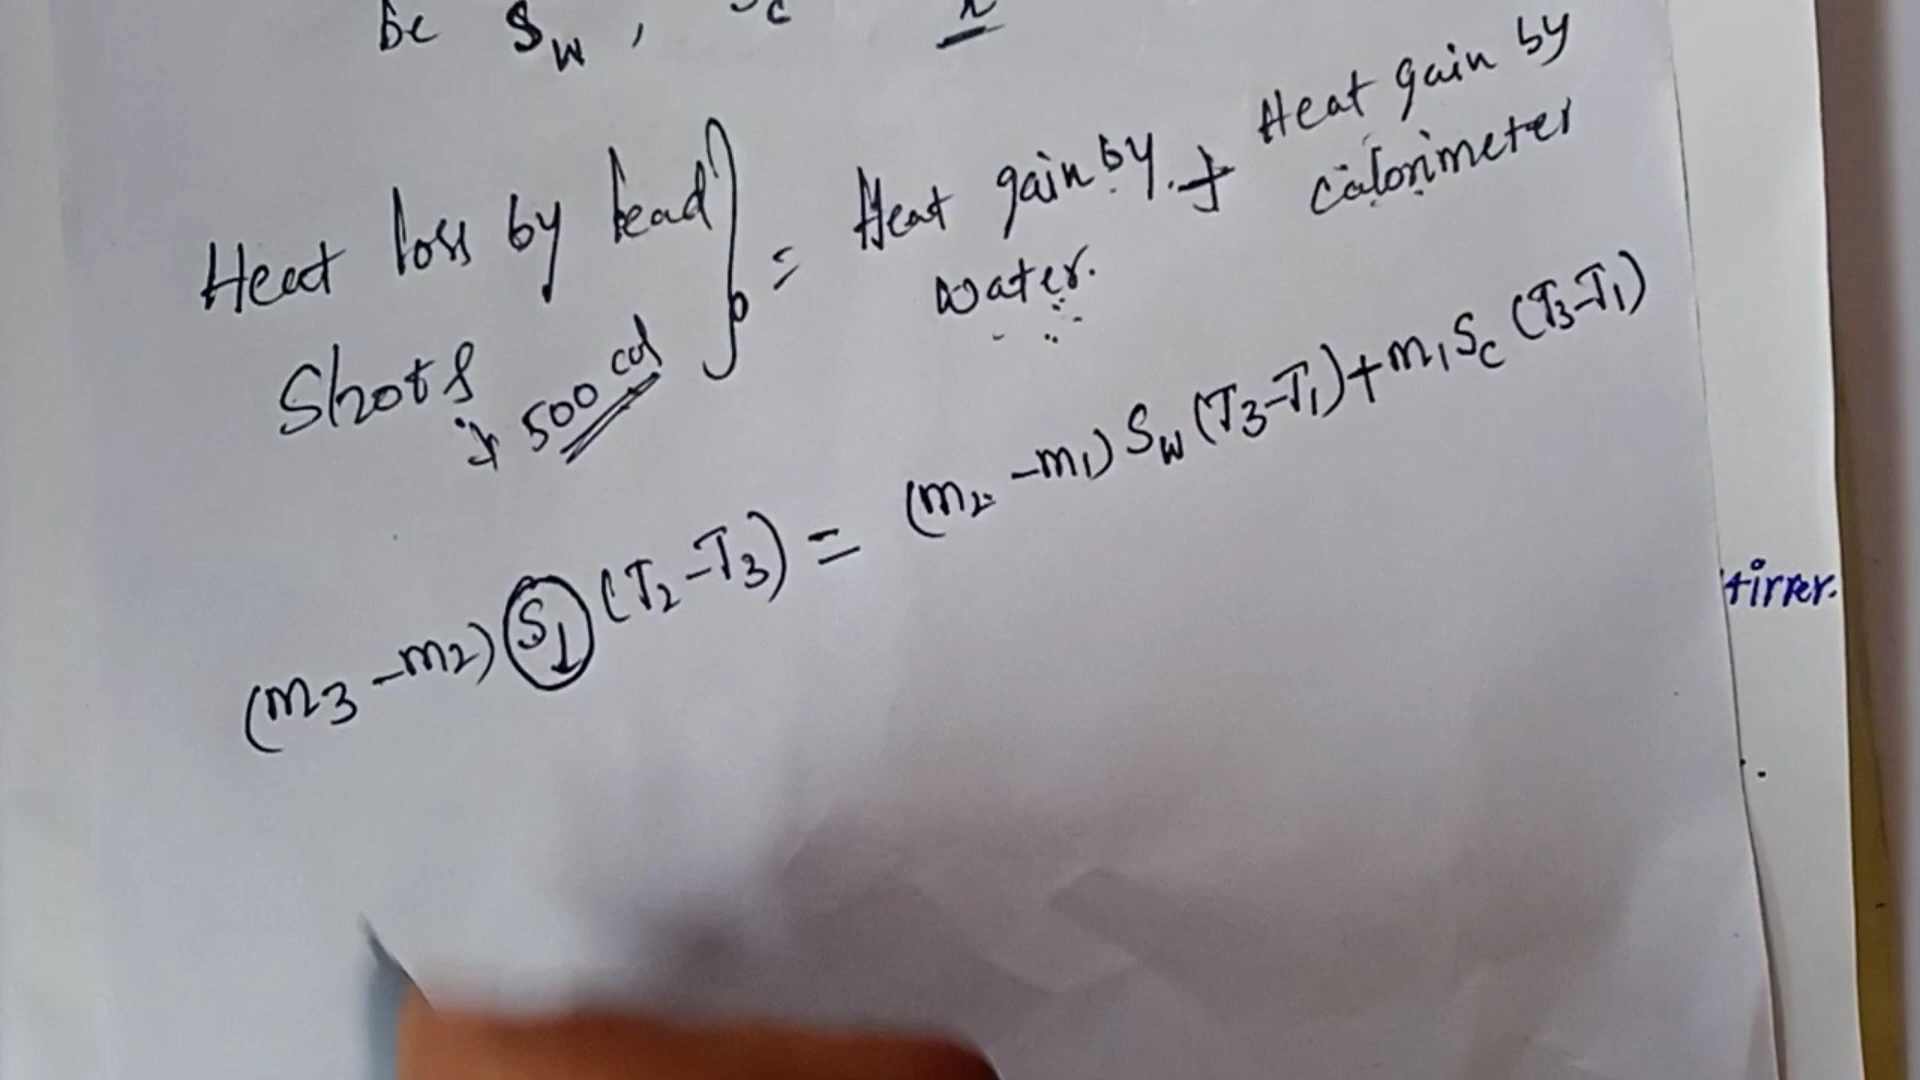 be Sw, Sc
Heat loss by lead = Heat gain by + Heat gain by
Shots water. calorimeter
500 cal
(m3-m2) Sl (T2-T3) = (m2-m1) Sw (T3-T1) + m1 Sc (T3-T1)
tirrer.